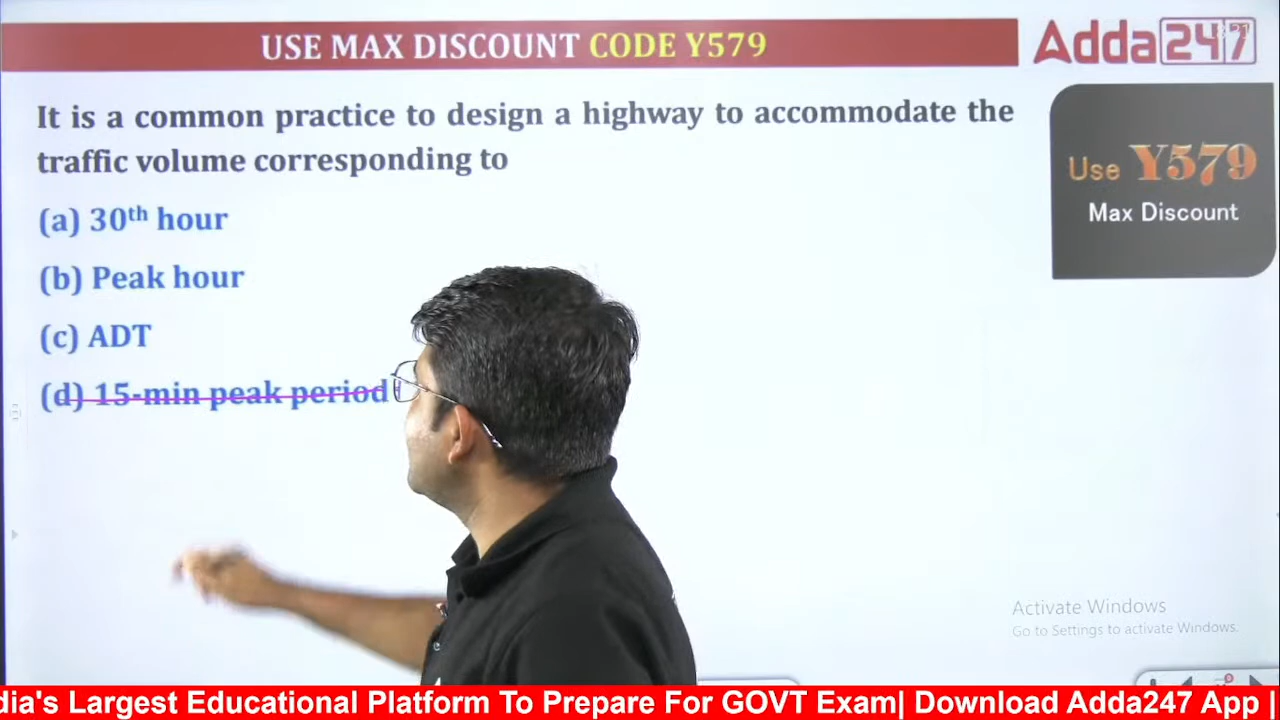 USE MAX DISCOUNT CODE Y579
Adda247
It is a common practice to design a highway to accommodate the
traffic volume corresponding to
Use Y579
Max Discount
(a) 30th hour
(b) Peak hour
(c) ADT
(d) 15-min peak period
Activate Windows
Go to Settings to activate Windows.
dia's Largest Educational Platform To Prepare For GOVT Exam| Download Adda247 App |